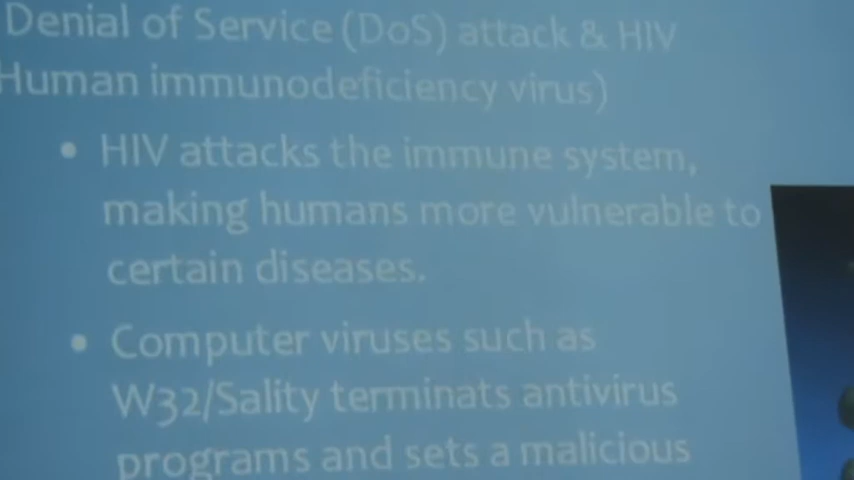 Denial of Service (DoS) attack & HIV
Human immunodeficiency virus)
• HIV attacks the immune system,
making humans more vulnerable to
certain diseases.
• Computer viruses such as
W32/Sality terminats antivirus
programs and sets a malicious